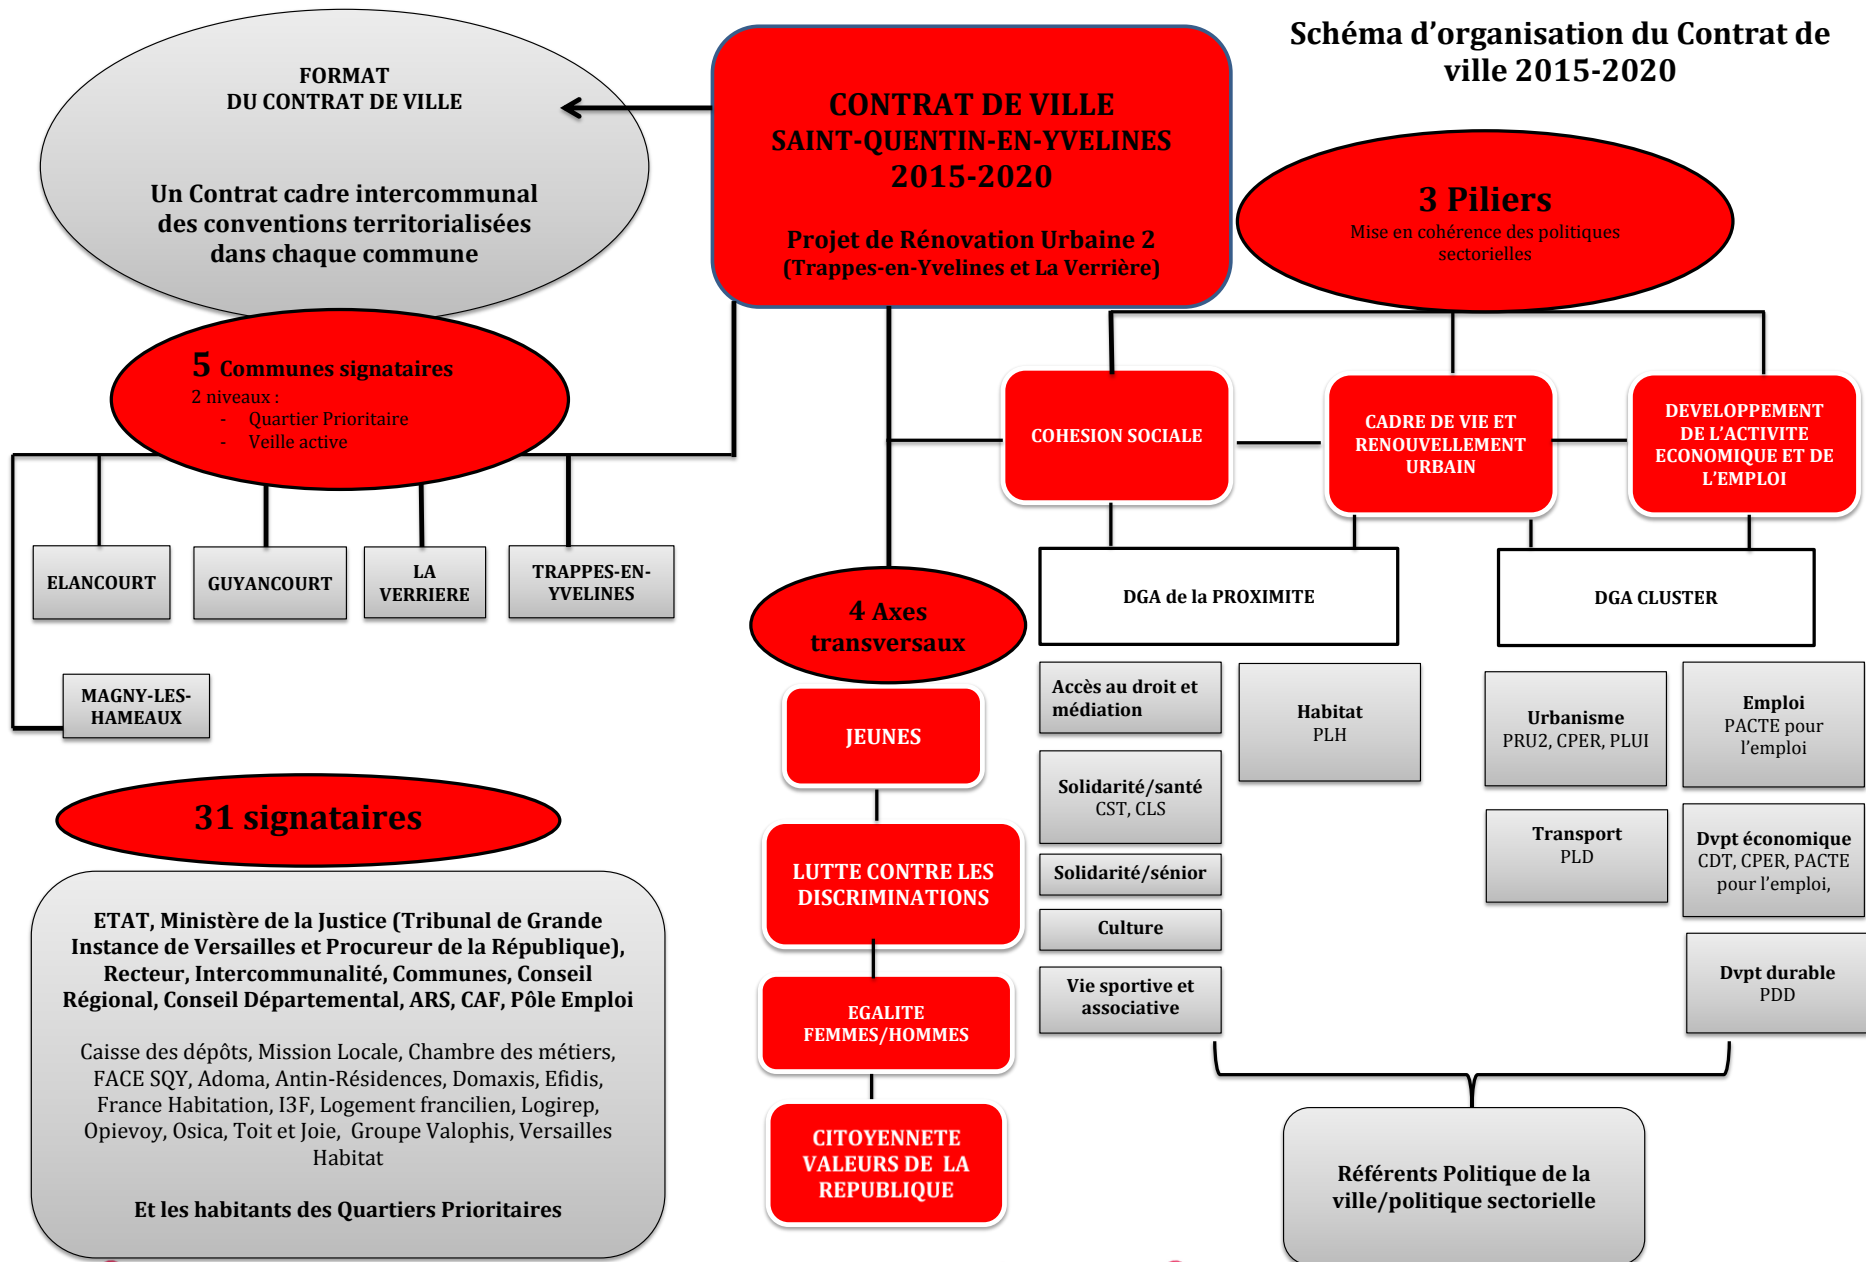 Schéma d’organisation du Contrat de
ville 2015-2020
FORMAT
DU CONTRAT DE VILLE
Un Contrat cadre intercommunal
des conventions territorialisées
dans chaque commune
CONTRAT DE VILLE
SAINT-QUENTIN-EN-YVELINES
2015-2020
Projet de Rénovation Urbaine 2
(Trappes-en-Yvelines et La Verrière)
3 Piliers
Mise en cohérence des politiques
sectorielles
5 Communes signataires
2 niveaux :
- Quartier Prioritaire
- Veille active
ELANCOURT
GUYANCOURT
LA
VERRIERE
TRAPPES-EN-
YVELINES
MAGNY-LES-
HAMEAUX
COHESION SOCIALE
CADRE DE VIE ET
RENOUVELLEMENT
URBAIN
DEVELOPPEMENT
DE L’ACTIVITE
ECONOMIQUE ET DE
L’EMPLOI
DGA de la PROXIMITE
DGA CLUSTER
4 Axes
transversaux
JEUNES
LUTTE CONTRE LES
DISCRIMINATIONS
EGALITE
FEMMES/HOMMES
CITOYENNETE
VALEURS DE LA
REPUBLIQUE
Accès au droit et
médiation
Solidarité/santé
CST, CLS
Solidarité/sénior
Culture
Vie sportive et
associative
Habitat
PLH
Urbanisme
PRU2, CPER, PLUI
Transport
PLD
Emploi
PACTE pour
l’emploi
Dvpt économique
CDT, CPER, PACTE
pour l’emploi,
Dvpt durable
PDD
Référents Politique de la
ville/politique sectorielle
31 signataires
ETAT, Ministère de la Justice (Tribunal de Grande
Instance de Versailles et Procureur de la République),
Recteur, Intercommunalité, Communes, Conseil
Régional, Conseil Départemental, ARS, CAF, Pôle Emploi
Caisse des dépôts, Mission Locale, Chambre des métiers,
FACE SQY, Adoma, Antin-Résidences, Domaxis, Efidis,
France Habitation, I3F, Logement francilien, Logirep,
Opievoy, Osica, Toit et Joie, Groupe Valophis, Versailles
Habitat
Et les habitants des Quartiers Prioritaires